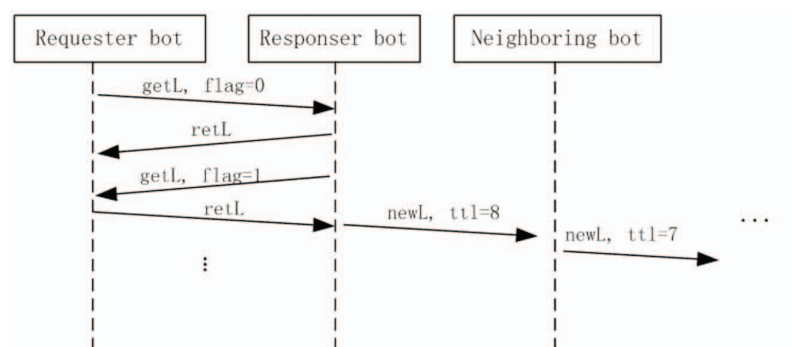 Requester bot
Responser bot
Neighboring bot
getL, flag=0
retL
getL, flag=1
retL
newL, ttl=8
newL, ttl=7
...
...